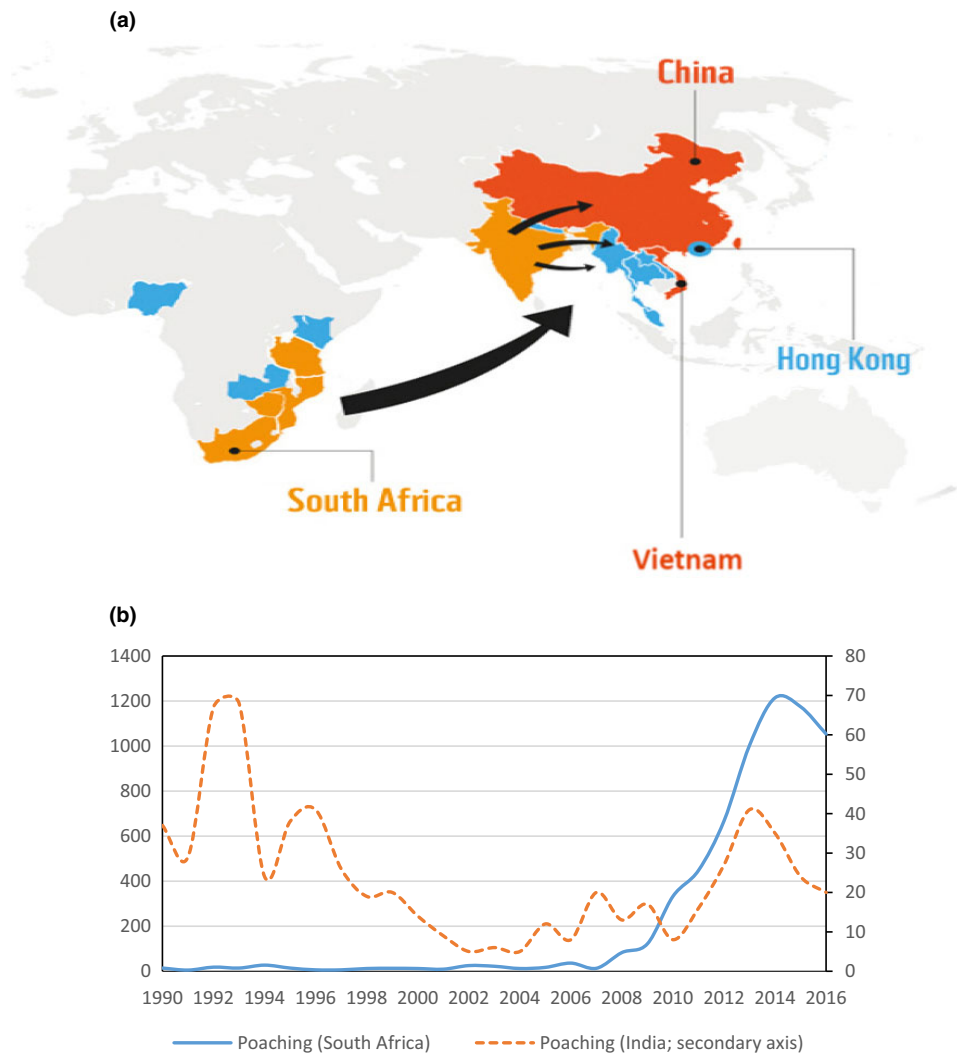 (a)
China
Hong Kong
South Africa
Vietnam
(b)
1400 80
1200 70
1000 60
800 50
600 40
400 30
200 20
0 10
0
1990 1992 1994 1996 1998 2000 2002 2004 2006 2008 2010 2012 2014 2016
Poaching (South Africa) Poaching (India; secondary axis)